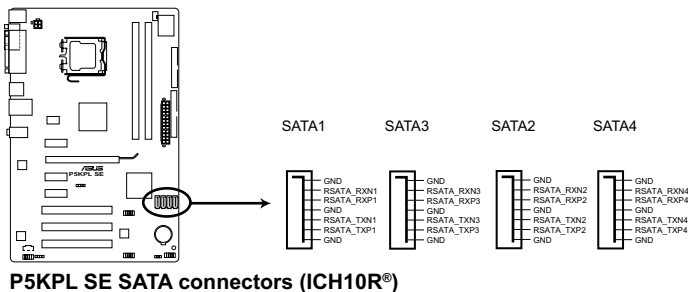 SATA1
SATA3
SATA2
SATA4
GND
RSATA_RXN1
RSATA_RXP1
GND
RSATA_TXN1
RSATA_TXP1
GND
GND
RSATA_RXN3
RSATA_RXP3
GND
RSATA_TXN3
RSATA_TXP3
GND
GND
RSATA_RXN2
RSATA_RXP2
GND
RSATA_TXN2
RSATA_TXP2
GND
GND
RSATA_RXN4
RSATA_RXP4
GND
RSATA_TXN4
RSATA_TXP4
GND
ASUS
P5KPL SE
P5KPL SE SATA connectors (ICH10R®)